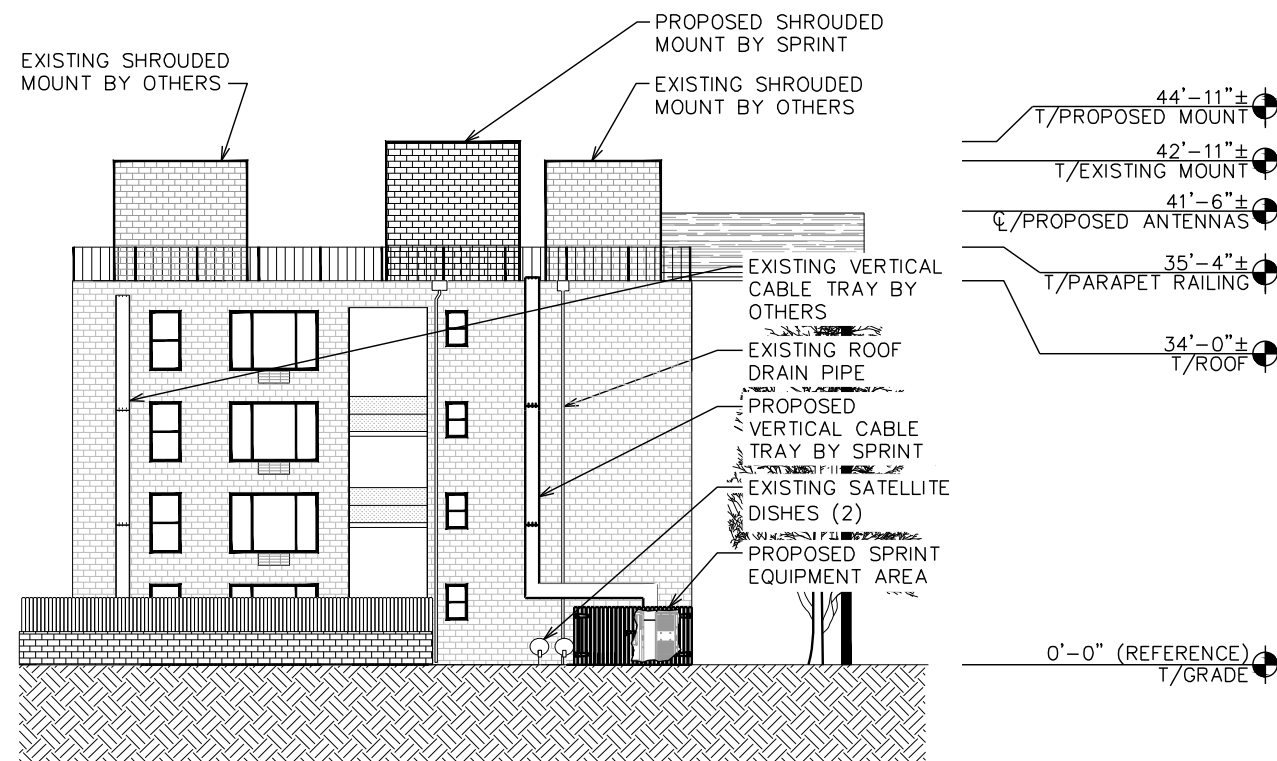 EXISTING SHROUDED
MOUNT BY OTHERS
PROPOSED SHROUDED
MOUNT BY SPRINT
EXISTING SHROUDED
MOUNT BY OTHERS
44'-11"±
T/PROPOSED MOUNT
42'-11"±
T/EXISTING MOUNT
41'-6"±
℄/PROPOSED ANTENNAS
35'-4"±
T/PARAPET RAILING
34'-0"±
T/ROOF
EXISTING VERTICAL
CABLE TRAY BY
OTHERS
EXISTING ROOF
DRAIN PIPE
PROPOSED
VERTICAL CABLE
TRAY BY SPRINT
EXISTING SATELLITE
DISHES (2)
PROPOSED SPRINT
EQUIPMENT AREA
0'-0" (REFERENCE)
T/GRADE